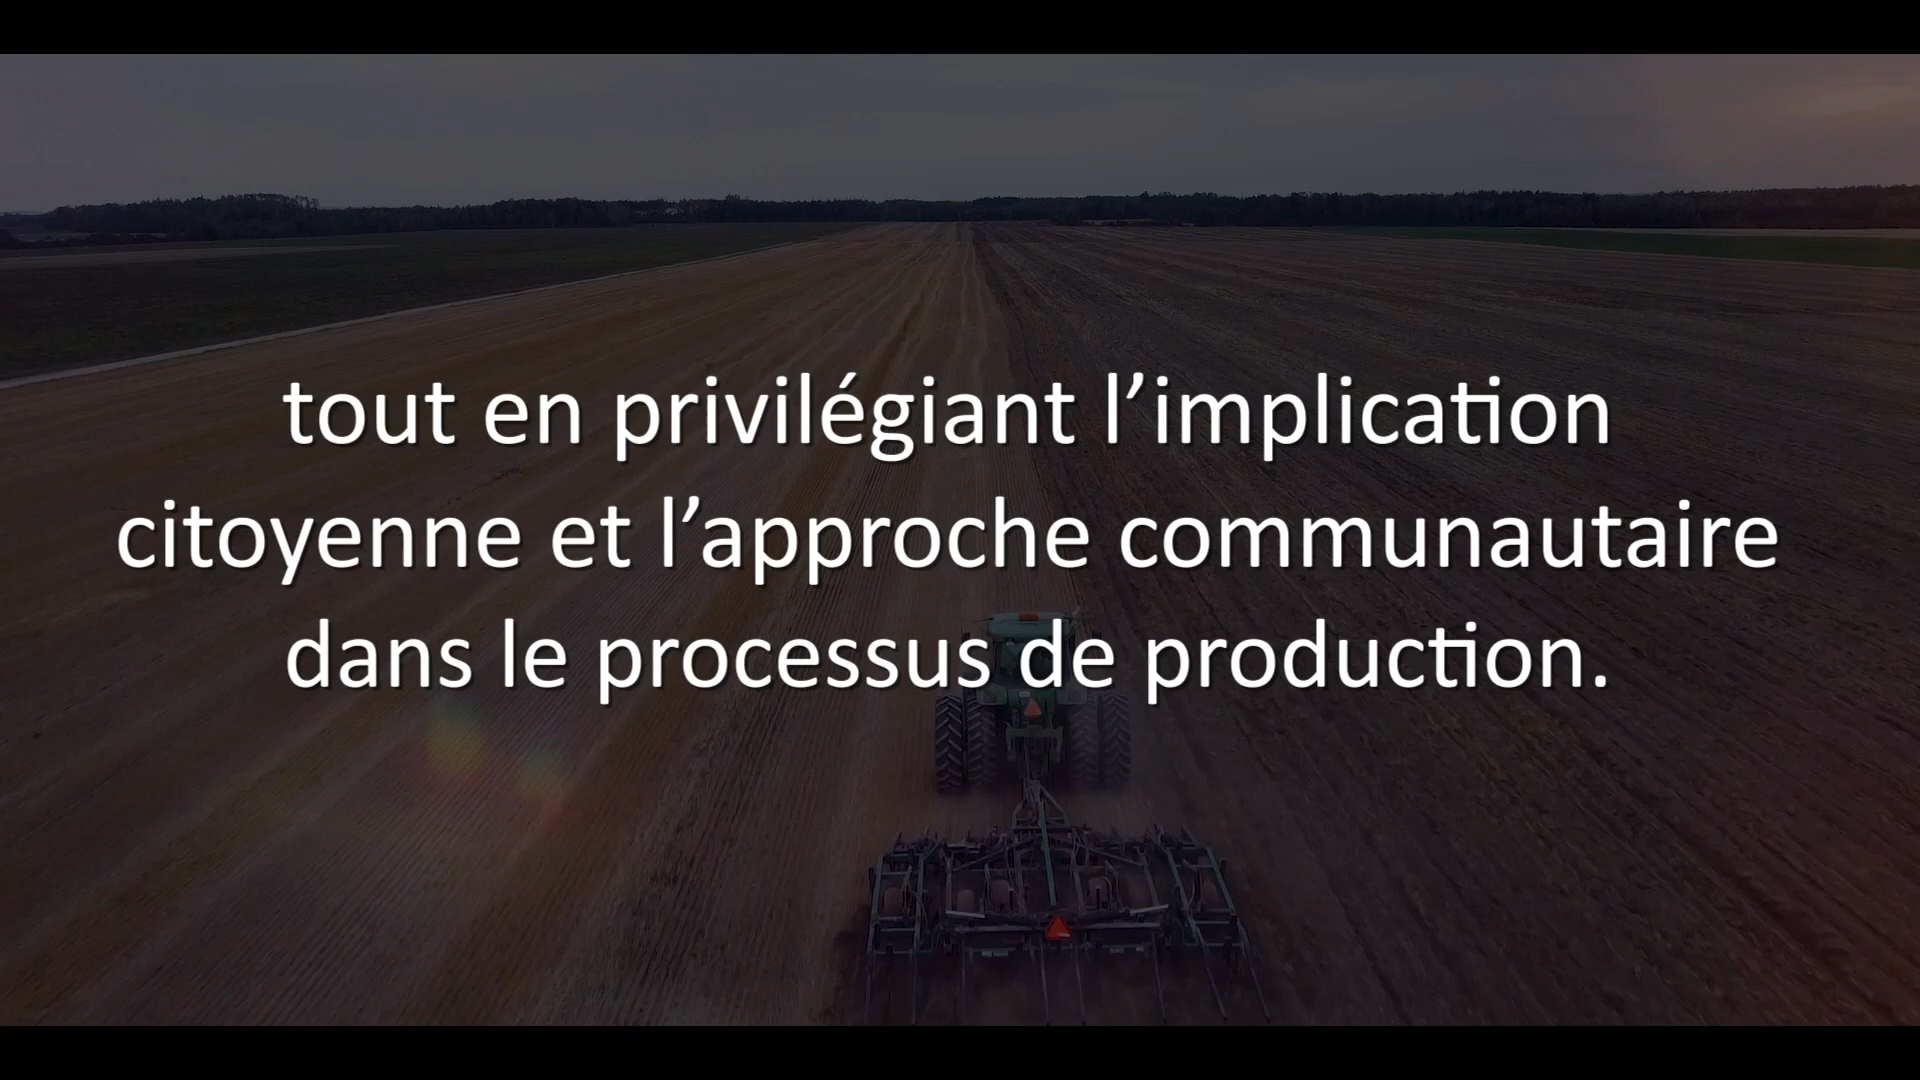 tout en privilégiant l’implication
citoyenne et l’approche communautaire
dans le processus de production.